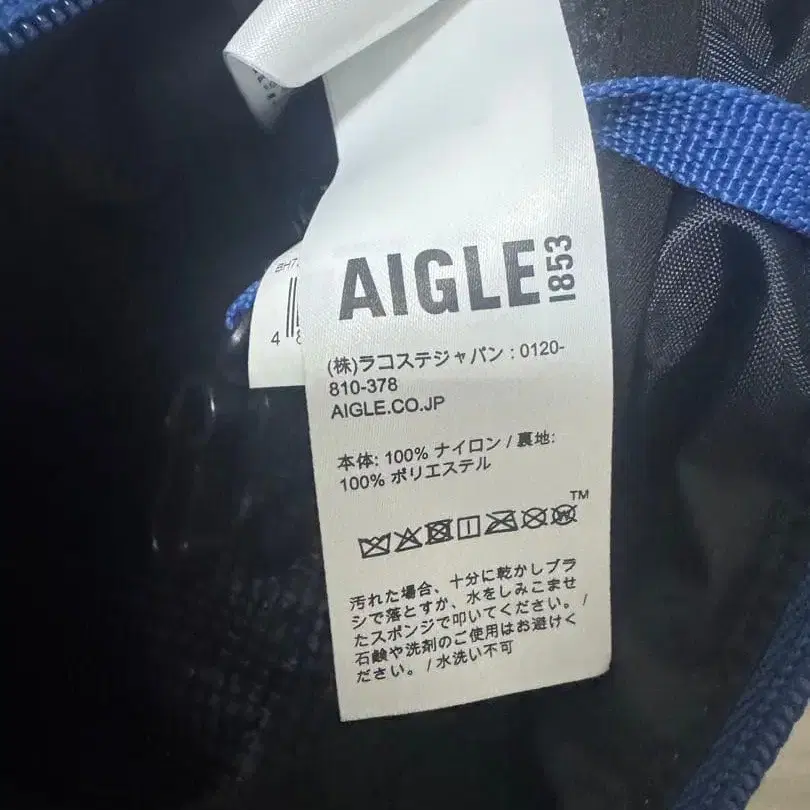 AIGLE 1853
(株)ラコステジャパン : 0120-
810-378
AIGLE.CO.JP
本体: 100% ナイロン / 裏地:
100% ポリエステル
TM
汚れた場合、十分に乾かしブラ
シで落とすか、水をしみこませ
たスポンジで叩いてください。 /
石鹸や洗剤のご使用はお避けく
ださい。 / 水洗い不可